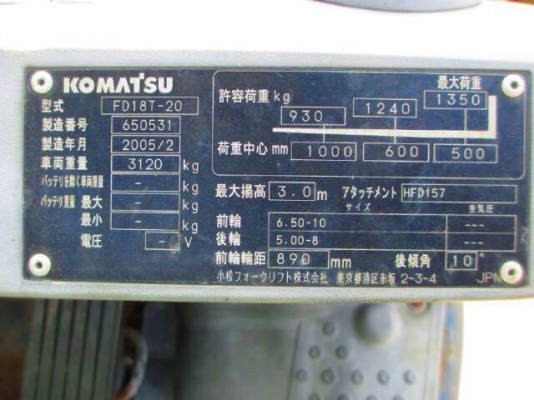 KOMATSU
型式 FD18T-20
製造番号 650531
製造年月 2005/2
車両重量 3120 kg
バッテリを除く車両重量 - kg
バッテリ重量 最大 - kg
最小 - kg
電圧 - V
最大荷重
許容荷重 kg 930 1240 1350
荷重中心 mm 1000 600 500
最大揚高 3.0 m アタッチメント HFD157
サイズ 空気圧
前輪 6.50-10 ---
後輪 5.00-8 ---
前輪輪距 890 mm 後傾角 10°
小松フォークリフト株式会社 東京都港区赤坂 2-3-4 JPN